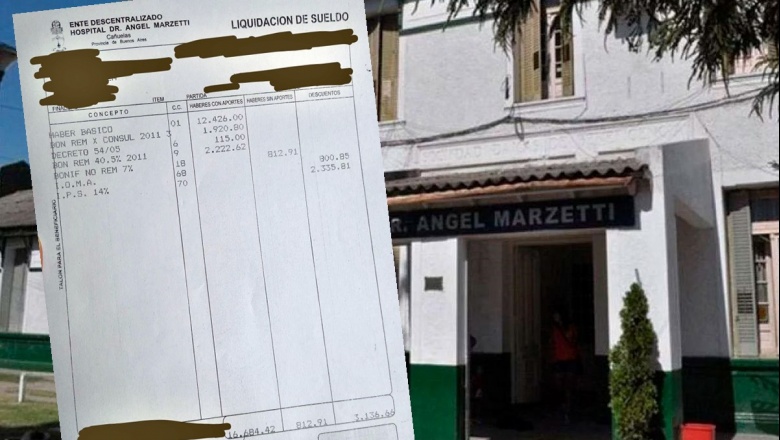 ENTE DESCENTRALIZADO
HOSPITAL DR. ANGEL MARZETTI
Cañuelas
Provincia de Buenos Aires
LIQUIDACION DE SUELDO
ITEM PARTIDA
CONCEPTO C.C. HABERES CON APORTES HABERES SIN APORTES DESCUENTOS
HABER BASICO 01 12.426.00
BON REM X CONSUL 2011 3 1.920.80
DECRETO 54/05 6 115.00
BON REM 40.5% 2011 9 2.222.62
BONIF NO REM 7% 18 812.91
I.O.M.A. 68 800.85
I.P.S. 14% 70 2.335.81
TALON PARA EL BENEFICIARIO
16.684.42 812.91 3.136.66
R. ANGEL MARZETTI